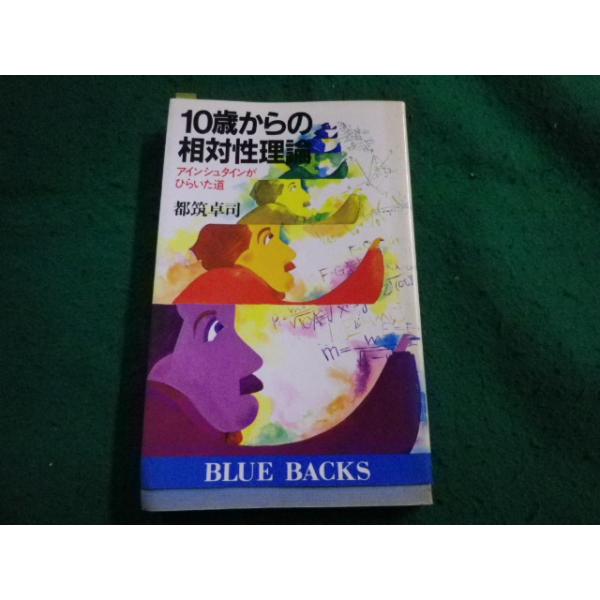 10歳からの
相対性理論
アインシュタインが
ひらいた道
都筑卓司
BLUE BACKS